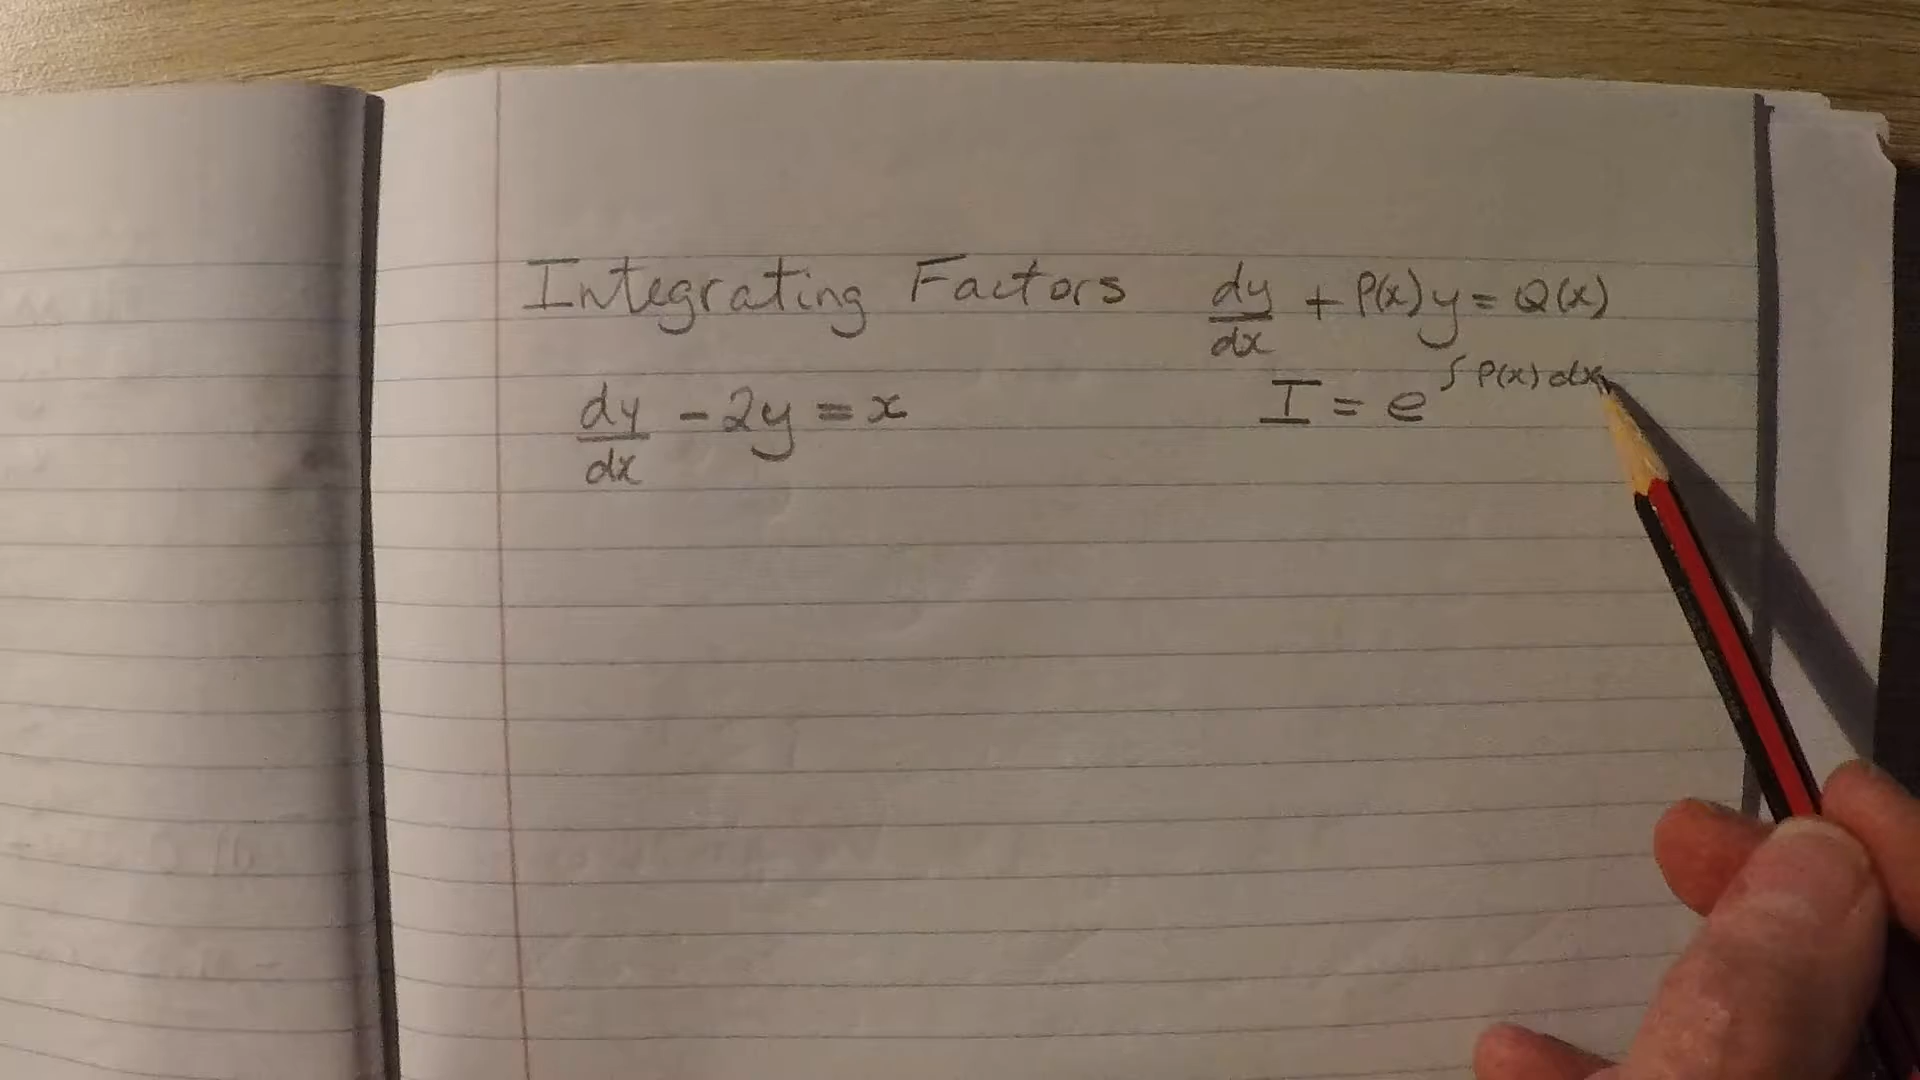 Integrating Factors dy/dx + P(x)y = Q(x)
dy/dx - 2y = x I = e^∫P(x)dx